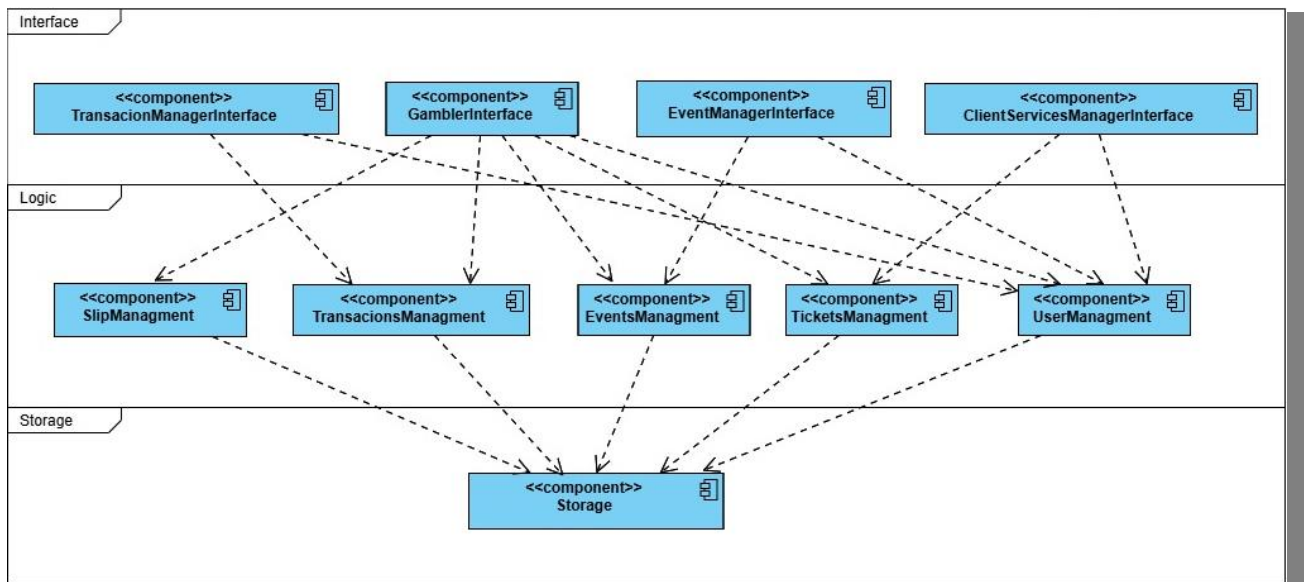 Interface
<<component>>
TransacionManagerInterface
<<component>>
GamblerInterface
<<component>>
EventManagerInterface
<<component>>
ClientServicesManagerInterface
Logic
<<component>>
SlipManagment
<<component>>
TransacionsManagment
<<component>>
EventsManagment
<<component>>
TicketsManagment
<<component>>
UserManagment
Storage
<<component>>
Storage